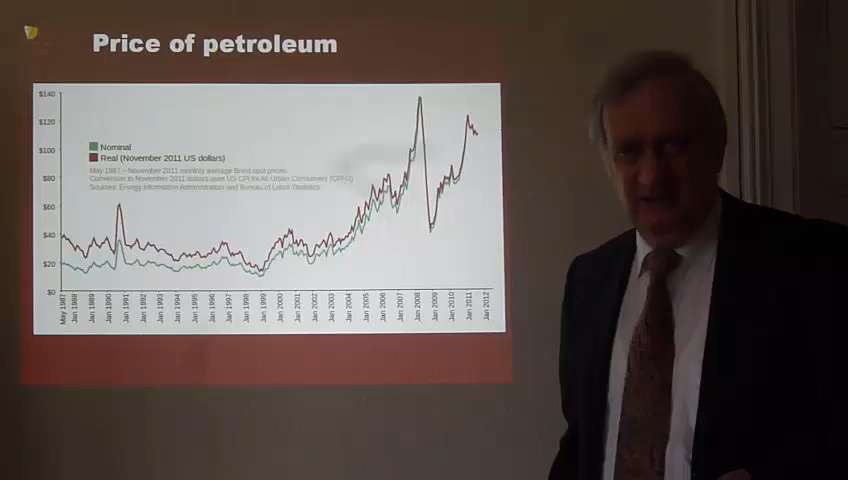 Price of petroleum
$140
$120
$100
$80
$60
$40
$20
$0
Nominal
Real (November 2011 US dollars)
May 1987 – November 2011 monthly average Brent spot prices
Conversion to November 2011 dollars uses US CPI for All Urban Consumers (CPI-U)
Sources: Energy Information Administration and Bureau of Labor Statistics
May 1987
Jan 1988
Jan 1989
Jan 1990
Jan 1991
Jan 1992
Jan 1993
Jan 1994
Jan 1995
Jan 1996
Jan 1997
Jan 1998
Jan 1999
Jan 2000
Jan 2001
Jan 2002
Jan 2003
Jan 2004
Jan 2005
Jan 2006
Jan 2007
Jan 2008
Jan 2009
Jan 2010
Jan 2011
Jan 2012